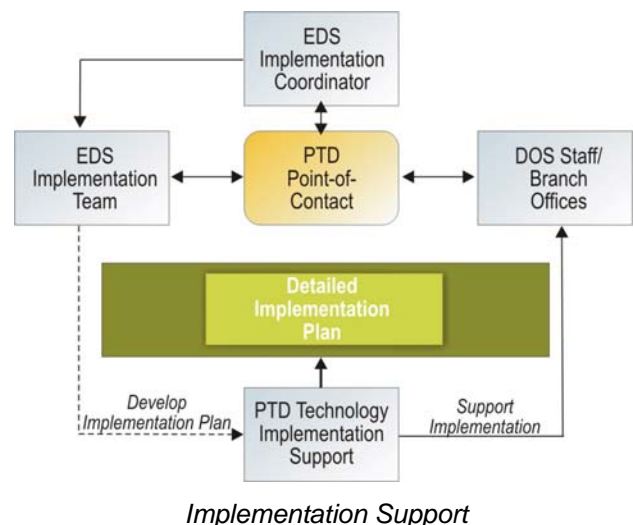 EDS
Implementation
Coordinator
EDS
Implementation
Team
PTD
Point-of-
Contact
DOS Staff/
Branch
Offices
Detailed
Implementation
Plan
Develop
Implementation Plan
PTD Technology
Implementation
Support
Support
Implementation
Implementation Support